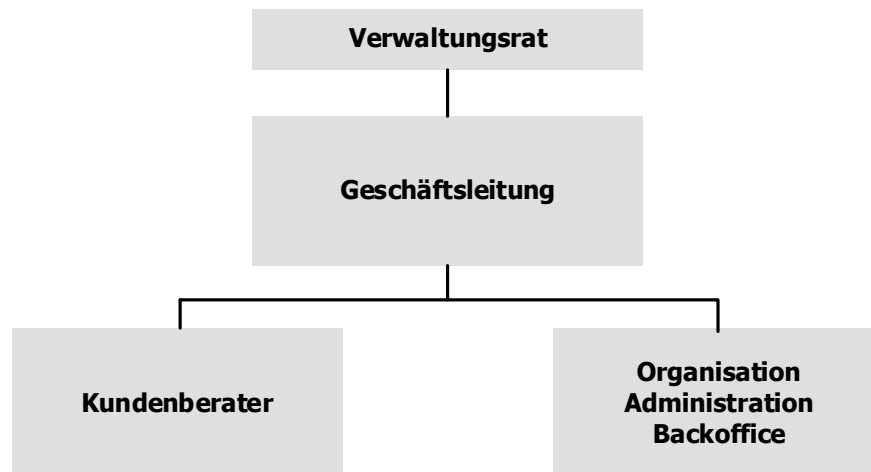 Verwaltungsrat
Geschäftsleitung
Kundenberater
Organisation
Administration
Backoffice